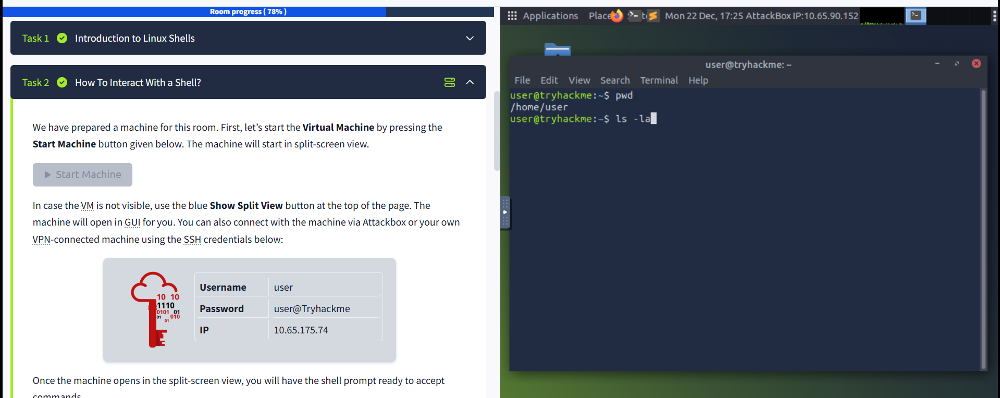 Room progress ( 78% )
Task 1 Introduction to Linux Shells
Task 2 How To Interact With a Shell?
We have prepared a machine for this room. First, let’s start the Virtual Machine by pressing the
Start Machine button given below. The machine will start in split-screen view.
Start Machine
In case the VM is not visible, use the blue Show Split View button at the top of the page. The
machine will open in GUI for you. You can also connect with the machine via Attackbox or your own
VPN-connected machine using the SSH credentials below:
10 10
1110
0101 01
01 010
01
Username user
Password user@Tryhackme
IP 10.65.175.74
Once the machine opens in the split-screen view, you will have the shell prompt ready to accept
commands.
Applications Place Mon 22 Dec, 17:25 AttackBox IP:10.65.90.152
user@tryhackme: ~
File Edit View Search Terminal Help
user@tryhackme:~$ pwd
/home/user
user@tryhackme:~$ ls -la